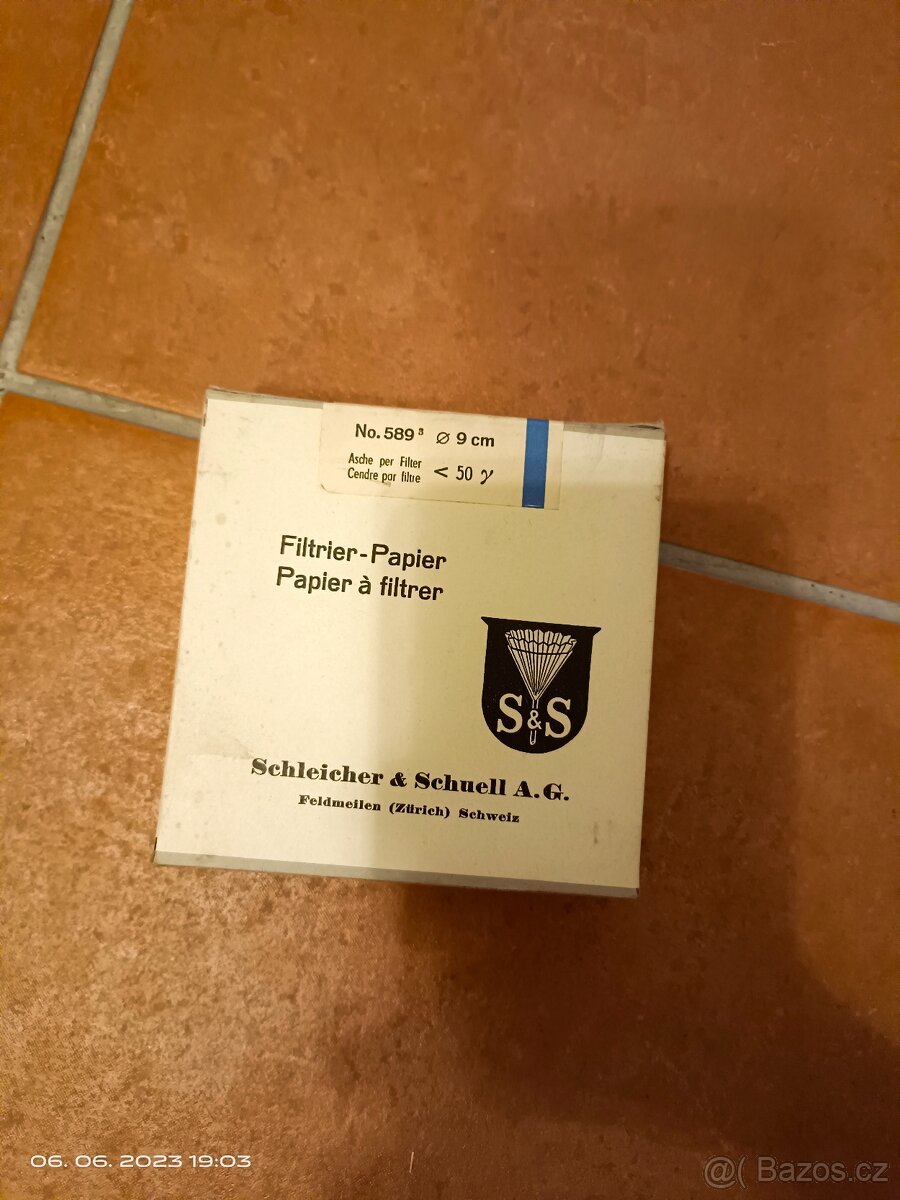 No. 589³ ⌀ 9 cm
Asche per Filter
Cendre par filtre
< 50 γ
Filtrier-Papier
Papier à filtrer
S&S
Schleicher & Schuell A.G.
Feldmeilen (Zürich) Schweiz
06. 06. 2023 19:03
@( Bazos.cz